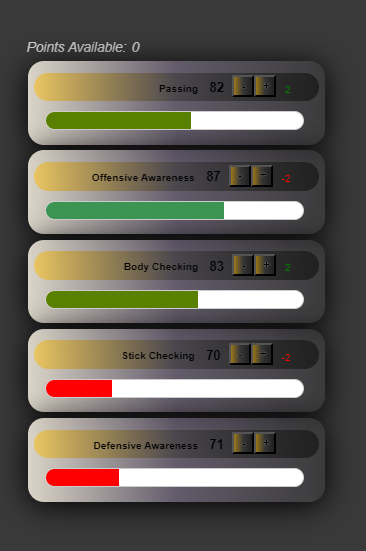 Points Available: 0
Passing 82 - + 2
Offensive Awareness 87 - + -2
Body Checking 83 - + 2
Stick Checking 70 - + -2
Defensive Awareness 71 - +